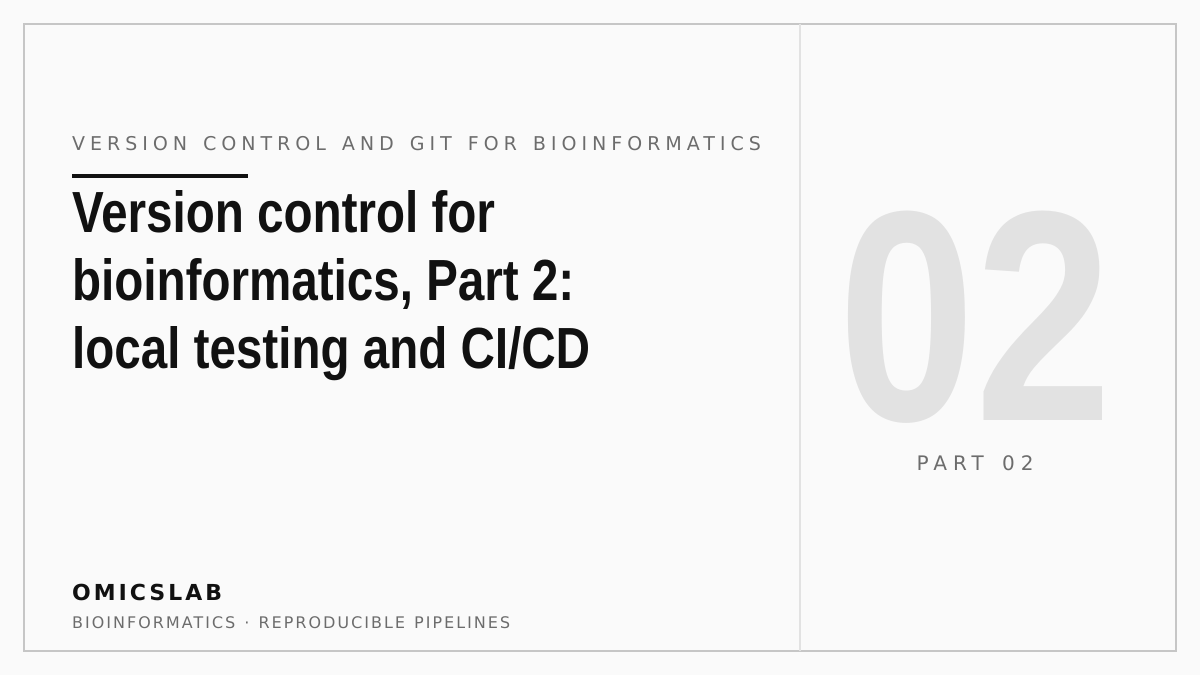 VERSION CONTROL AND GIT FOR BIOINFORMATICS
Version control for
bioinformatics, Part 2:
local testing and CI/CD
02
PART 02
OMICSLAB
BIOINFORMATICS · REPRODUCIBLE PIPELINES